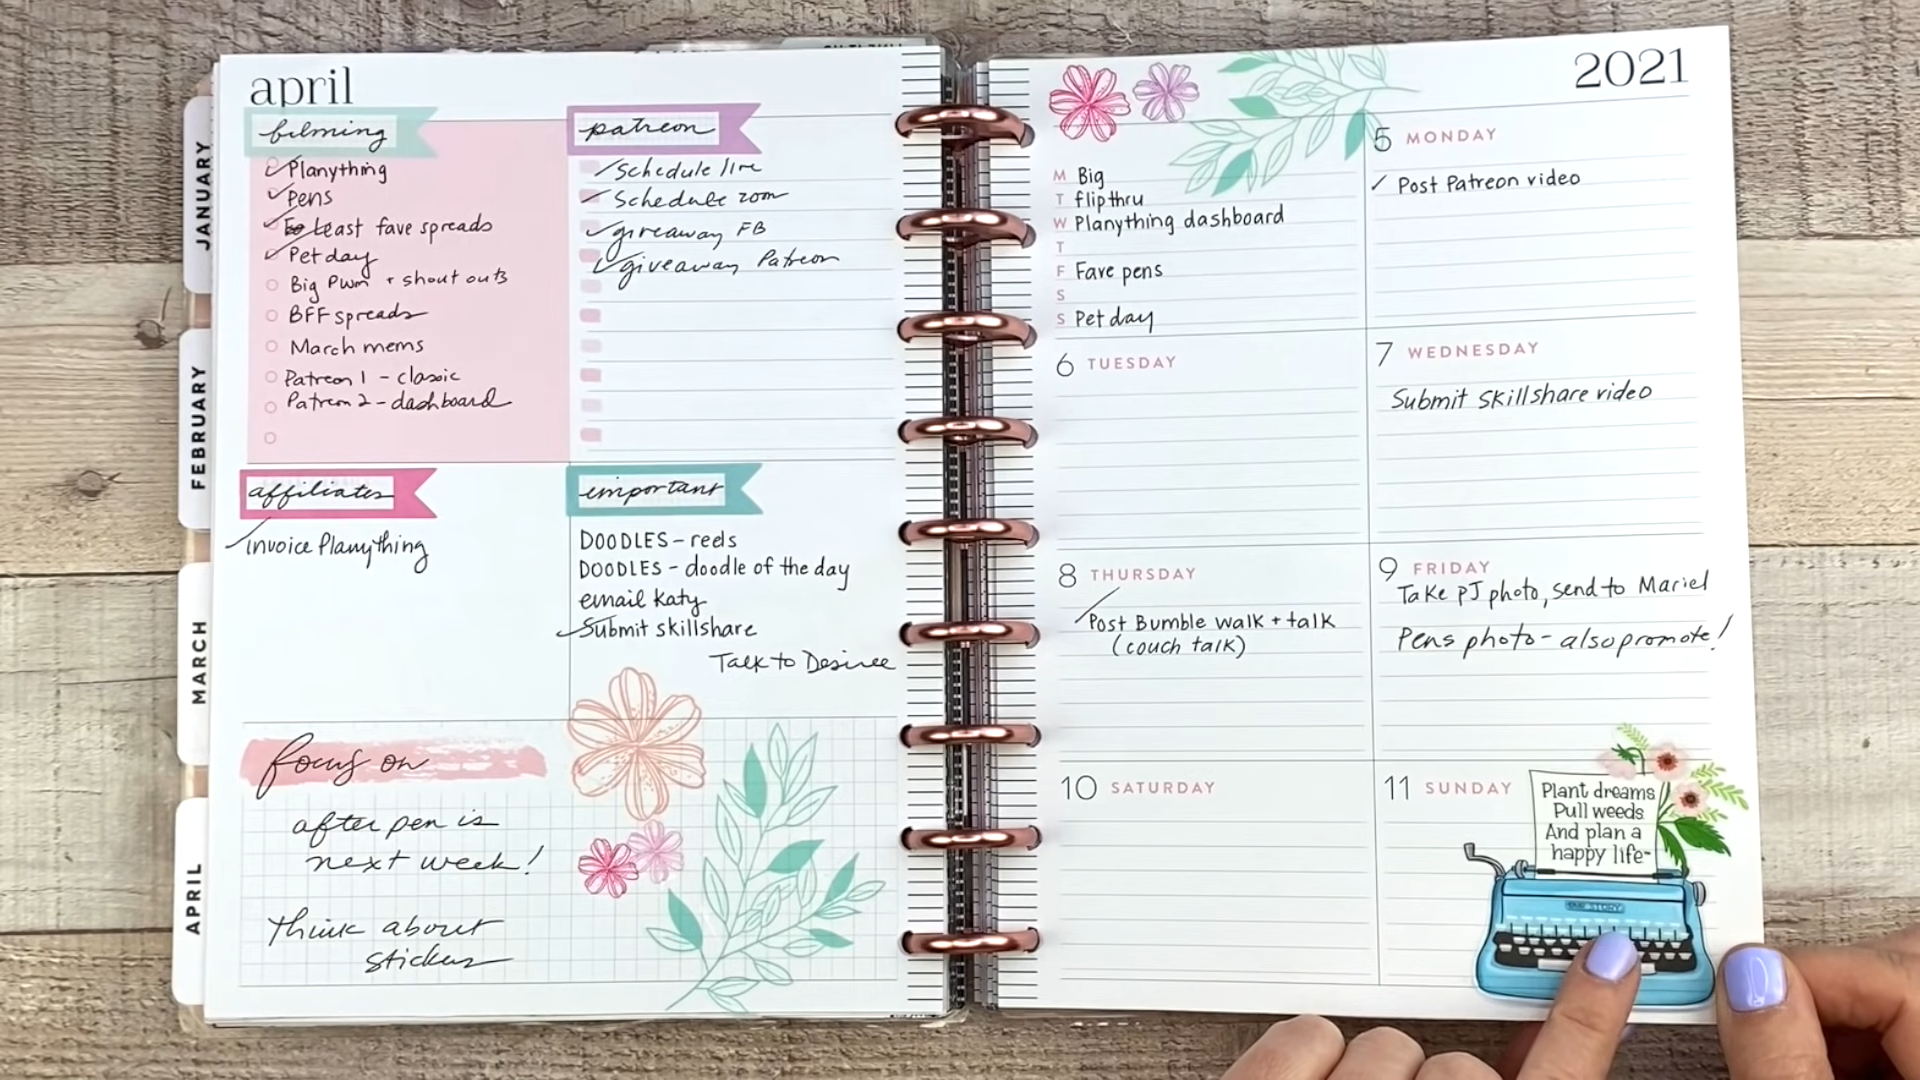 JANUARY
FEBRUARY
MARCH
APRIL
april
filming
Planything
Pens
Least fave spreads
Pet day
Big PWM + shout outs
BFF spreads
March mems
Patreon 1 - classic
Patreon 2 - dashboard
patreon
Schedule live
Schedule zoom
giveaway FB
giveaway Patreon
affiliates
invoice Planything
important
DOODLES - reels
DOODLES - doodle of the day
email Katy
Submit skillshare
Talk to Desiree
focus on
after pen is
next week!
think about
sticker
2021
M Big
T flipthru
W Planything dashboard
T
F Fave pens
S
S Pet day
5 MONDAY
Post Patreon video
6 TUESDAY
7 WEDNESDAY
Submit Skillshare video
8 THURSDAY
Post Bumble walk + talk
(couch talk)
9 FRIDAY
Take PJ photo, send to Mariel
Pens photo - also promote!
10 SATURDAY
11 SUNDAY
Plant dreams
Pull weeds
And plan a
happy life